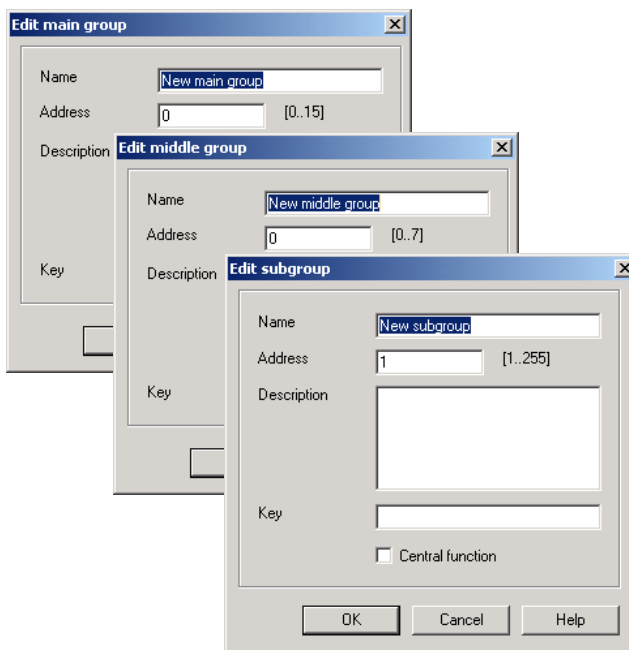 Edit main group
Name New main group
Address 0 [0..15]
Description
Key
Edit middle group
Name New middle group
Address 0 [0..7]
Description
Key
Edit subgroup
Name New subgroup
Address 1 [1..255]
Description
Key
Central function
OK Cancel Help